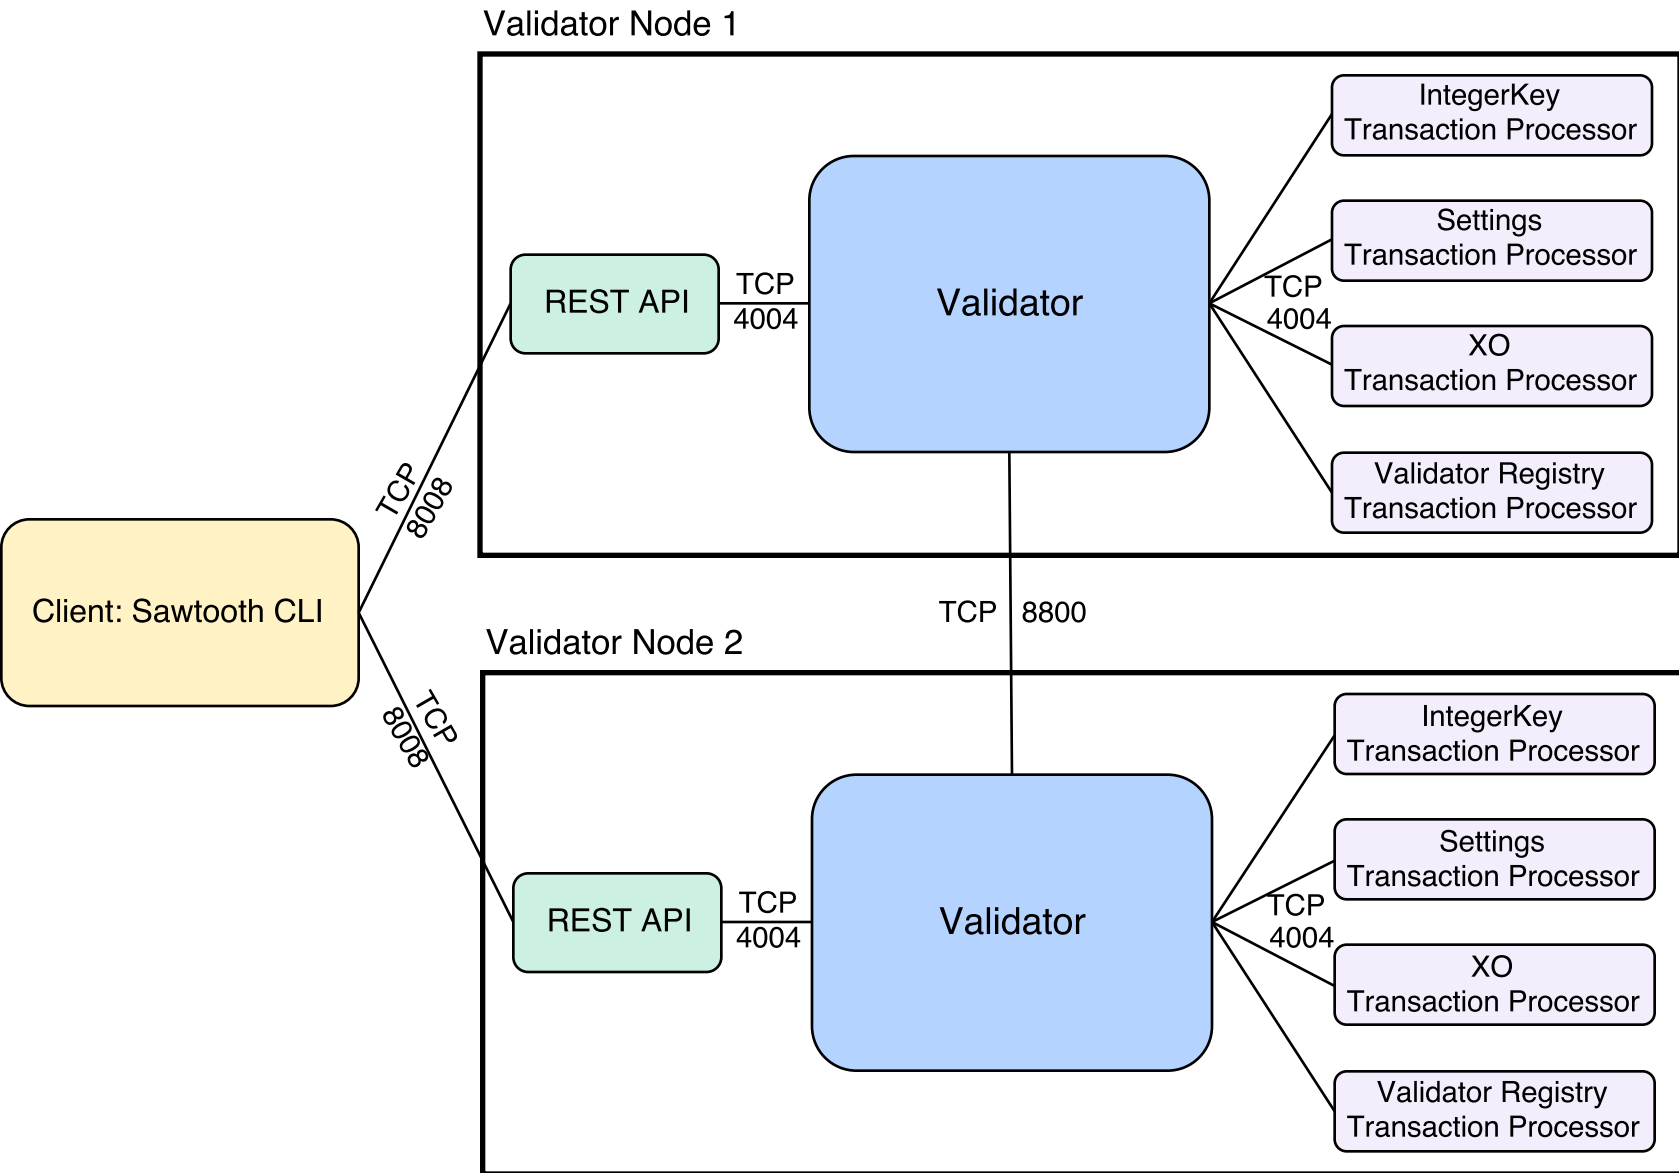 Validator Node 1
IntegerKey
Transaction Processor
Settings
Transaction Processor
TCP
4004
REST API
Validator
TCP
4004
XO
Transaction Processor
Validator Registry
Transaction Processor
TCP
8008
Client: Sawtooth CLI
TCP 8800
Validator Node 2
TCP
8008
IntegerKey
Transaction Processor
Settings
Transaction Processor
TCP
4004
REST API
Validator
TCP
4004
XO
Transaction Processor
Validator Registry
Transaction Processor